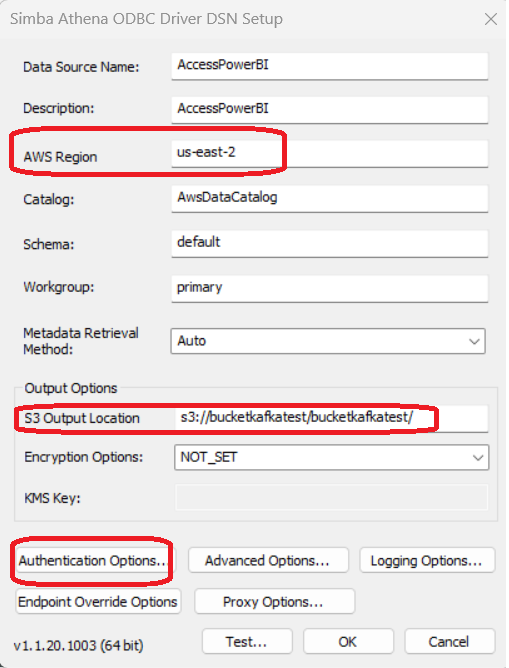 Simba Athena ODBC Driver DSN Setup
Data Source Name: AccessPowerBI
Description: AccessPowerBI
AWS Region us-east-2
Catalog: AwsDataCatalog
Schema: default
Workgroup: primary
Metadata Retrieval
Method: Auto
Output Options
S3 Output Location s3://bucketkafkatest/bucketkafkatest/
Encryption Options: NOT_SET
KMS Key:
Authentication Options... Advanced Options... Logging Options...
Endpoint Override Options Proxy Options...
v1.1.20.1003 (64 bit) Test... OK Cancel